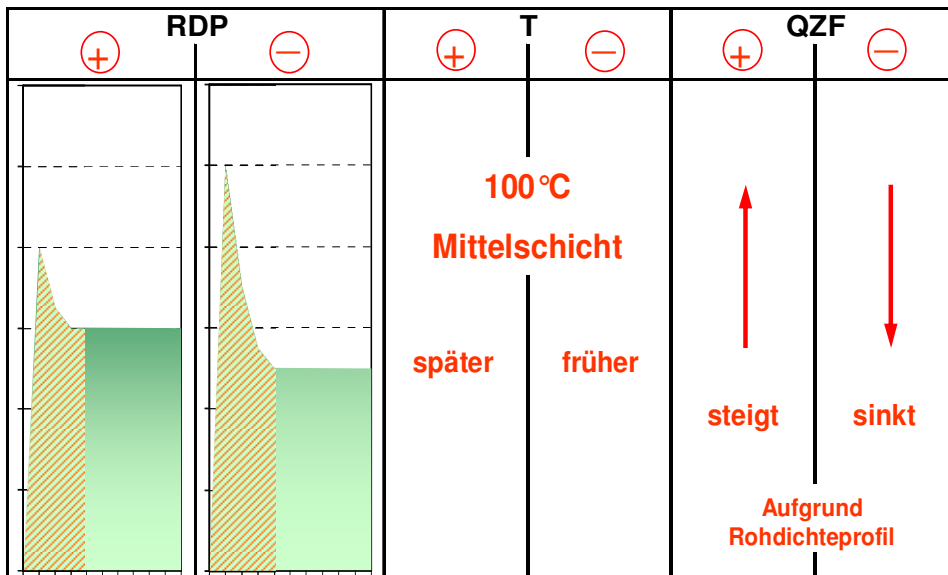 RDP
T
QZF
+
−
+
−
+
−
100°C
Mittelschicht
später
früher
steigt
sinkt
Aufgrund
Rohdichteprofil